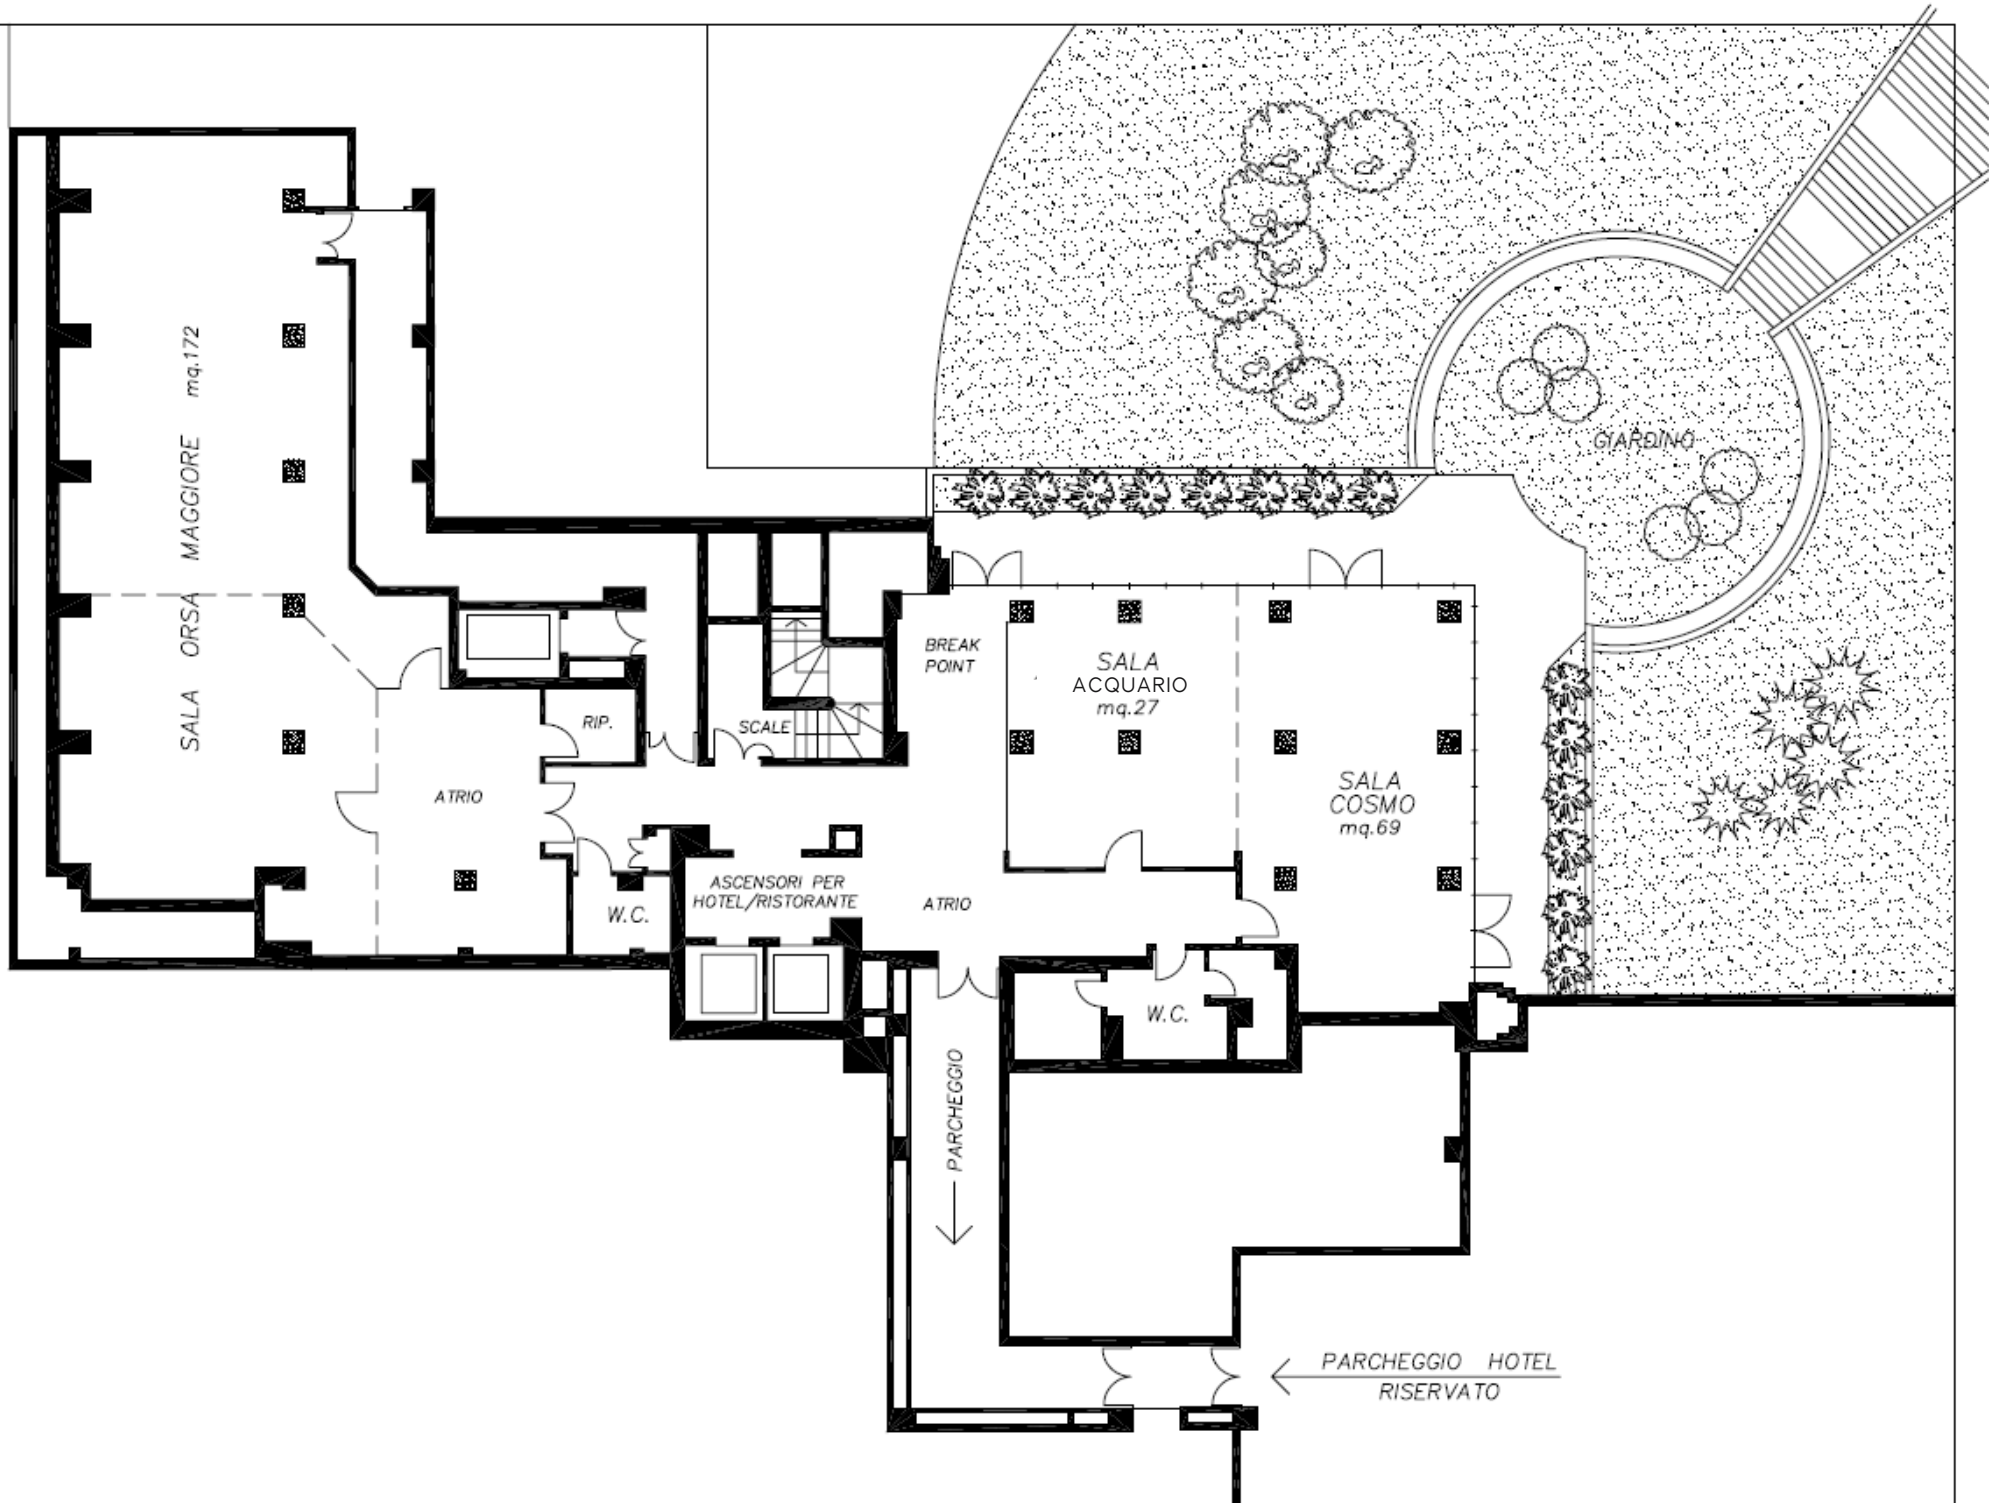 SALA ORSA MAGGIORE mq.172
GIARDINO
BREAK
POINT
SALA
ACQUARIO
mq.27
RIP.
SCALE
ATRIO
SALA
COSMO
mq.69
ASCENSORI PER
HOTEL/RISTORANTE
W.C.
ATRIO
W.C.
PARCHEGGIO
PARCHEGGIO HOTEL
RISERVATO